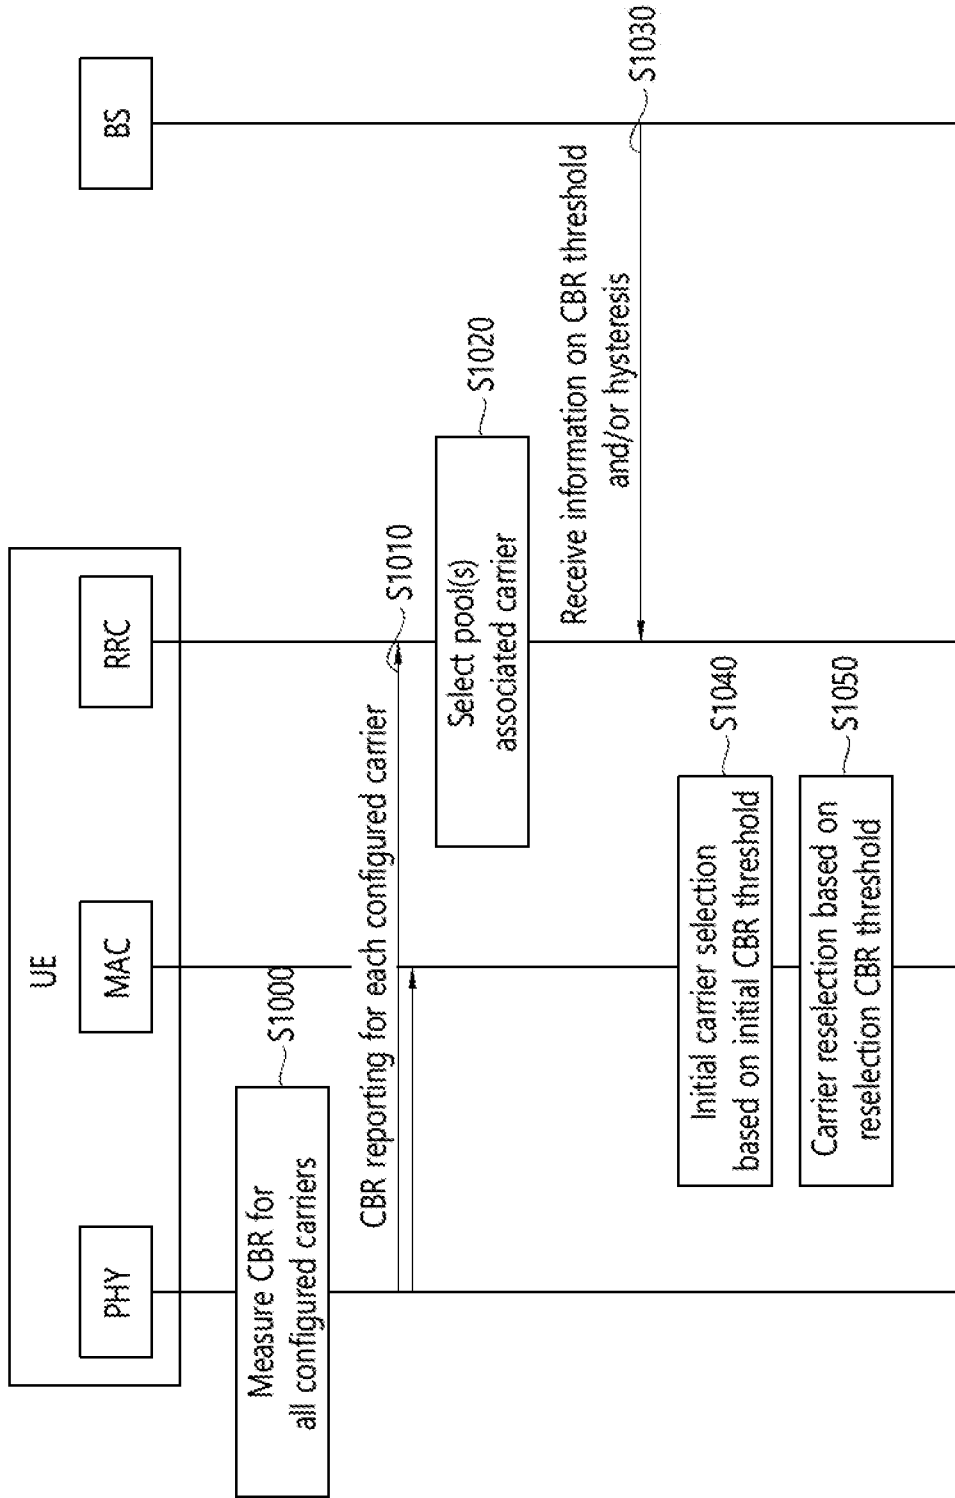 UE
PHY
MAC
RRC
BS
Measure CBR for
all configured carriers
S1000
CBR reporting for each configured carrier
S1010
Select pool(s)
associated carrier
S1020
Receive information on CBR threshold
and/or hysteresis
S1030
Initial carrier selection
based on initial CBR threshold
S1040
Carrier reselection based on
reselection CBR threshold
S1050